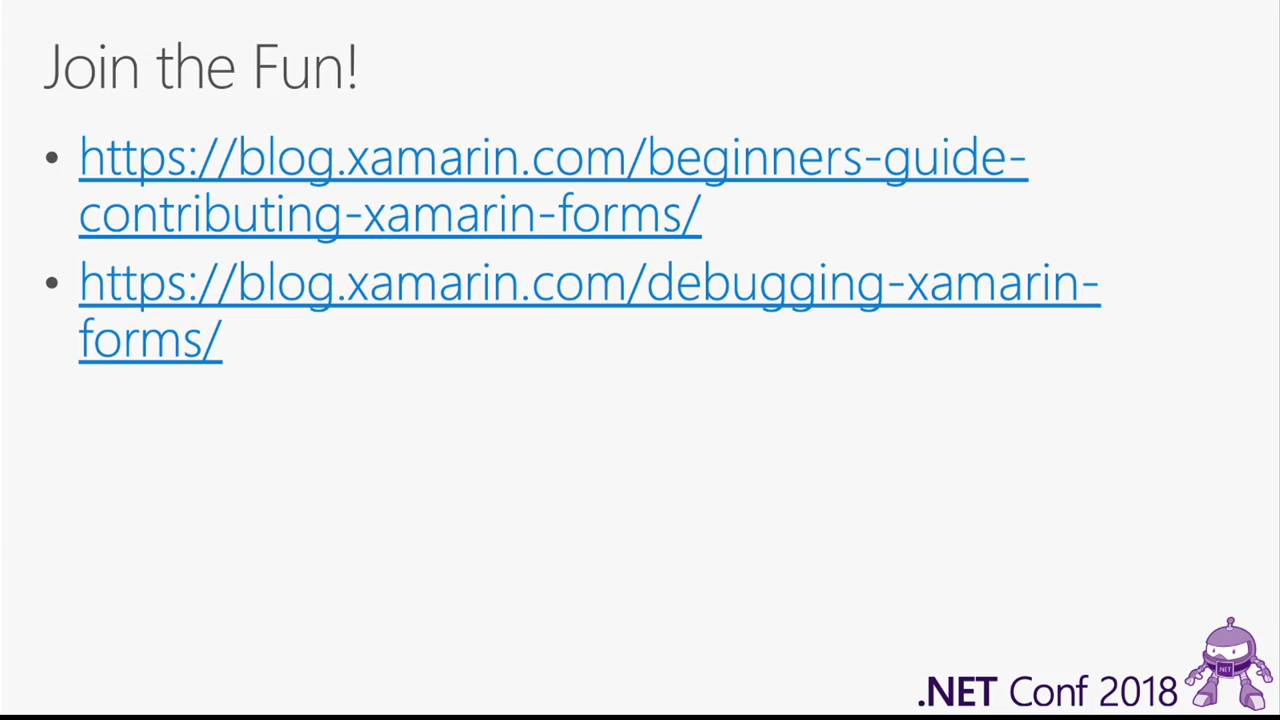 Join the Fun!
• https://blog.xamarin.com/beginners-guide-
contributing-xamarin-forms/
• https://blog.xamarin.com/debugging-xamarin-
forms/
.NET Conf 2018
.NET